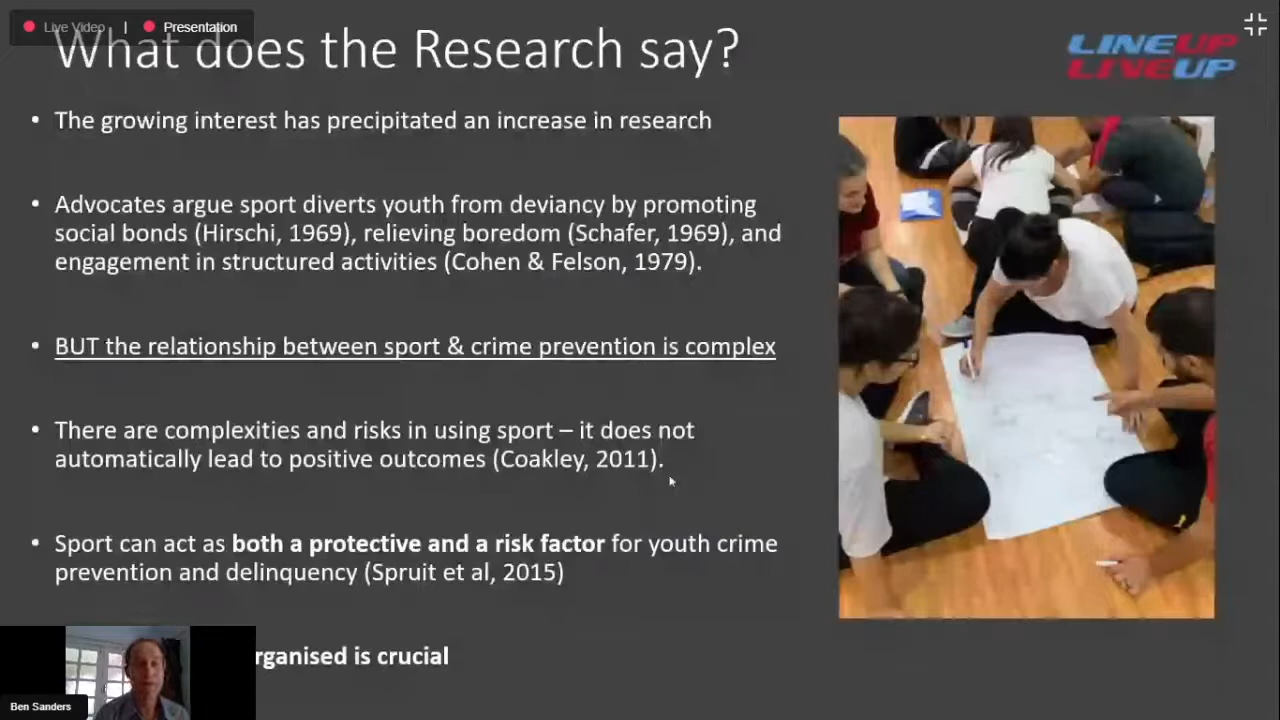 Live Video | Presentation
What does the Research say?
LINEUP
LIVEUP
• The growing interest has precipitated an increase in research
• Advocates argue sport diverts youth from deviancy by promoting
social bonds (Hirschi, 1969), relieving boredom (Schafer, 1969), and
engagement in structured activities (Cohen & Felson, 1979).
• BUT the relationship between sport & crime prevention is complex
• There are complexities and risks in using sport – it does not
automatically lead to positive outcomes (Coakley, 2011).
• Sport can act as both a protective and a risk factor for youth crime
prevention and delinquency (Spruit et al, 2015)
is crucial
Ben Sanders